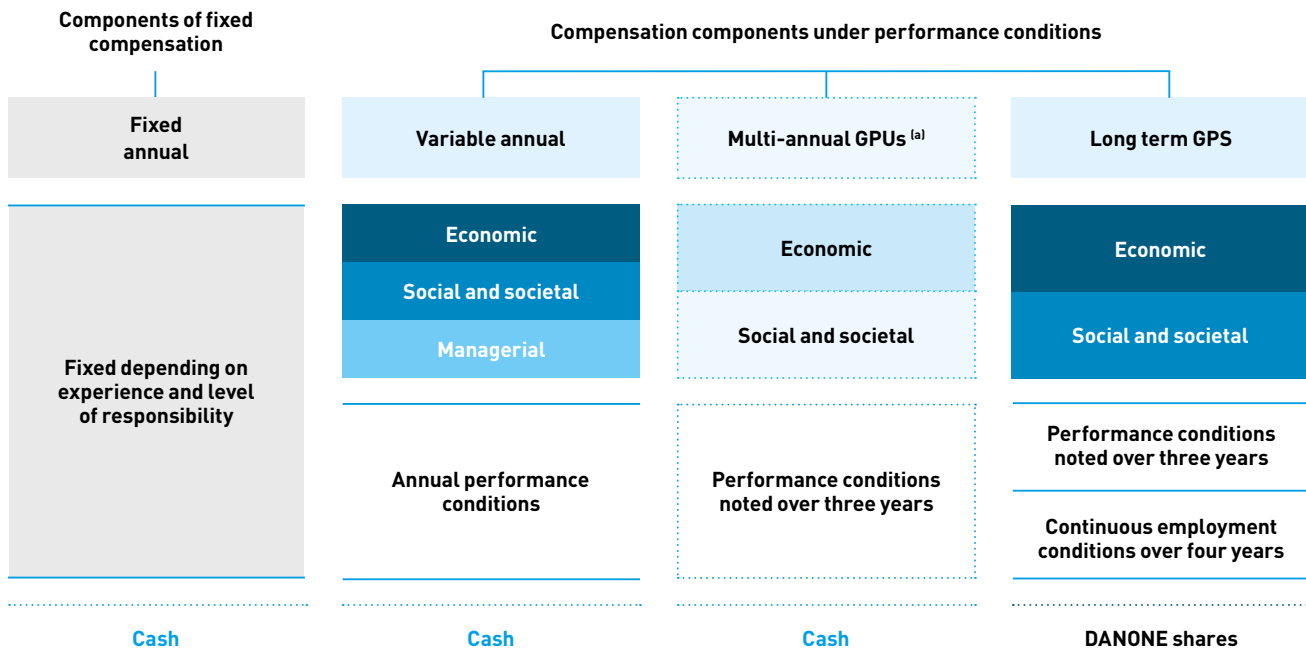 Components of fixed
compensation
Compensation components under performance conditions
Fixed
annual
Variable annual
Multi-annual GPUs (a)
Long term GPS
Fixed depending on
experience and level
of responsibility
Economic
Social and societal
Managerial
Annual performance
conditions
Economic
Social and societal
Performance conditions
noted over three years
Economic
Social and societal
Performance conditions
noted over three years
Continuous employment
conditions over four years
Cash
Cash
Cash
DANONE shares